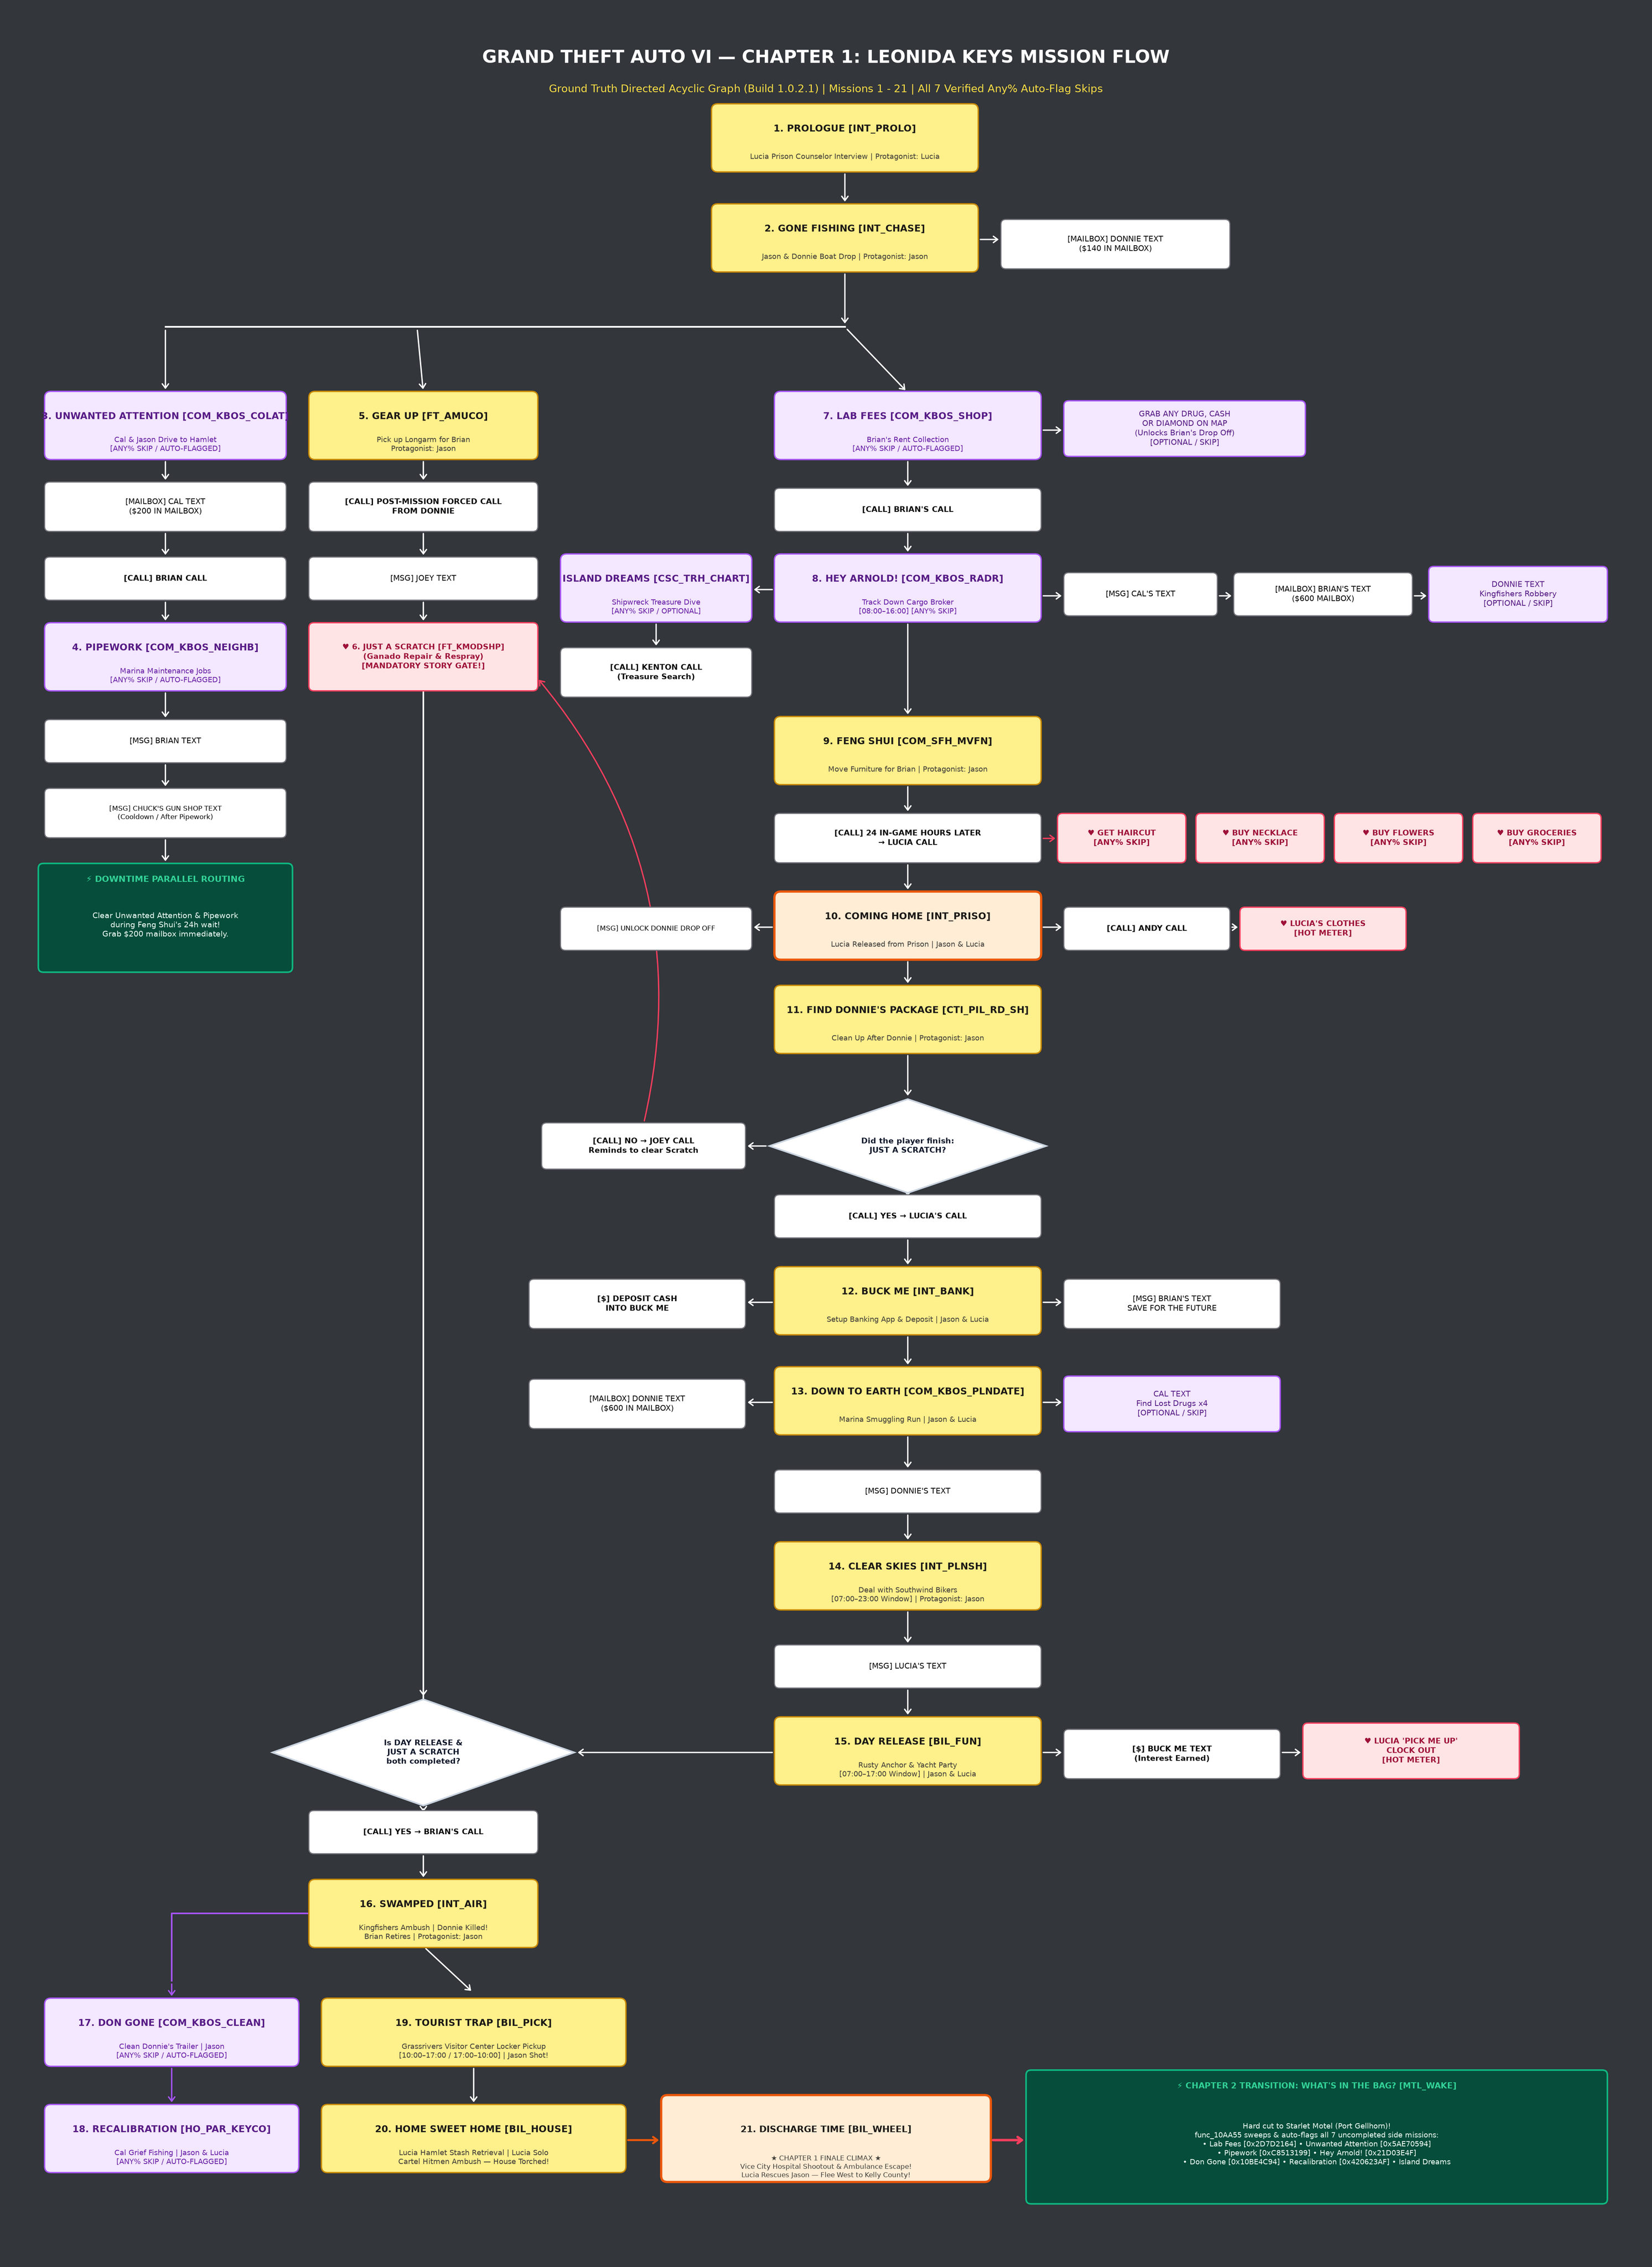 GRAND THEFT AUTO VI — CHAPTER 1: LEONIDA KEYS MISSION FLOW
Ground Truth Directed Acyclic Graph (Build 1.0.2.1) | Missions 1 - 21 | All 7 Verified Any% Auto-Flag Skips
1. PROLOGUE [INT_PROLO]
Lucia Prison Counselor Interview | Protagonist: Lucia
2. GONE FISHING [INT_CHASE]
Jason & Donnie Boat Drop | Protagonist: Jason
[MAILBOX] DONNIE TEXT
($140 IN MAILBOX)
3. UNWANTED ATTENTION [COM_KBOS_COLAT]
Cal & Jason Drive to Hamlet
[ANY% SKIP / AUTO-FLAGGED]
[MAILBOX] CAL TEXT
($200 IN MAILBOX)
[CALL] BRIAN CALL
4. PIPEWORK [COM_KBOS_NEIGHB]
Marina Maintenance Jobs
[ANY% SKIP / AUTO-FLAGGED]
[MSG] BRIAN TEXT
[MSG] CHUCK'S GUN SHOP TEXT
(Cooldown / After Pipework)
⚡ DOWNTIME PARALLEL ROUTING
Clear Unwanted Attention & Pipework
during Feng Shui's 24h wait!
Grab $200 mailbox immediately.
5. GEAR UP [FT_AMUCO]
Pick up Longarm for Brian
Protagonist: Jason
[CALL] POST-MISSION FORCED CALL
FROM DONNIE
[MSG] JOEY TEXT
♥ 6. JUST A SCRATCH [FT_KMODSHP]
(Ganado Repair & Respray)
[MANDATORY STORY GATE!]
7. LAB FEES [COM_KBOS_SHOP]
Brian's Rent Collection
[ANY% SKIP / AUTO-FLAGGED]
GRAB ANY DRUG, CASH
OR DIAMOND ON MAP
(Unlocks Brian's Drop Off)
[OPTIONAL / SKIP]
[CALL] BRIAN'S CALL
ISLAND DREAMS [CSC_TRH_CHART]
Shipwreck Treasure Dive
[ANY% SKIP / OPTIONAL]
[CALL] KENTON CALL
(Treasure Search)
8. HEY ARNOLD! [COM_KBOS_RADR]
Track Down Cargo Broker
[08:00–16:00] [ANY% SKIP]
[MSG] CAL'S TEXT
[MAILBOX] BRIAN'S TEXT
($600 MAILBOX)
DONNIE TEXT
Kingfishers Robbery
[OPTIONAL / SKIP]
9. FENG SHUI [COM_SFH_MVFN]
Move Furniture for Brian | Protagonist: Jason
[CALL] 24 IN-GAME HOURS LATER
→ LUCIA CALL
♥ GET HAIRCUT
[ANY% SKIP]
♥ BUY NECKLACE
[ANY% SKIP]
♥ BUY FLOWERS
[ANY% SKIP]
♥ BUY GROCERIES
[ANY% SKIP]
[MSG] UNLOCK DONNIE DROP OFF
10. COMING HOME [INT_PRISO]
Lucia Released from Prison | Jason & Lucia
[CALL] ANDY CALL
♥ LUCIA'S CLOTHES
[HOT METER]
11. FIND DONNIE'S PACKAGE [CTI_PIL_RD_SH]
Clean Up After Donnie | Protagonist: Jason
Did the player finish:
JUST A SCRATCH?
[CALL] NO → JOEY CALL
Reminds to clear Scratch
[CALL] YES → LUCIA'S CALL
[$] DEPOSIT CASH
INTO BUCK ME
12. BUCK ME [INT_BANK]
Setup Banking App & Deposit | Jason & Lucia
[MSG] BRIAN'S TEXT
SAVE FOR THE FUTURE
[MAILBOX] DONNIE TEXT
($600 IN MAILBOX)
13. DOWN TO EARTH [COM_KBOS_PLNDATE]
Marina Smuggling Run | Jason & Lucia
CAL TEXT
Find Lost Drugs x4
[OPTIONAL / SKIP]
[MSG] DONNIE'S TEXT
14. CLEAR SKIES [INT_PLNSH]
Deal with Southwind Bikers
[07:00–23:00 Window] | Protagonist: Jason
[MSG] LUCIA'S TEXT
Is DAY RELEASE &
JUST A SCRATCH
both completed?
15. DAY RELEASE [BIL_FUN]
Rusty Anchor & Yacht Party
[07:00–17:00 Window] | Jason & Lucia
[$] BUCK ME TEXT
(Interest Earned)
♥ LUCIA 'PICK ME UP'
CLOCK OUT
[HOT METER]
[CALL] YES → BRIAN'S CALL
16. SWAMPED [INT_AIR]
Kingfishers Ambush | Donnie Killed!
Brian Retires | Protagonist: Jason
17. DON GONE [COM_KBOS_CLEAN]
Clean Donnie's Trailer | Jason
[ANY% SKIP / AUTO-FLAGGED]
19. TOURIST TRAP [BIL_PICK]
Grassrivers Visitor Center Locker Pickup
[10:00–17:00 / 17:00–10:00] | Jason Shot!
18. RECALIBRATION [HO_PAR_KEYCO]
Cal Grief Fishing | Jason & Lucia
[ANY% SKIP / AUTO-FLAGGED]
20. HOME SWEET HOME [BIL_HOUSE]
Lucia Hamlet Stash Retrieval | Lucia Solo
Cartel Hitmen Ambush — House Torched!
21. DISCHARGE TIME [BIL_WHEEL]
★ CHAPTER 1 FINALE CLIMAX ★
Vice City Hospital Shootout & Ambulance Escape!
Lucia Rescues Jason — Flee West to Kelly County!
⚡ CHAPTER 2 TRANSITION: WHAT'S IN THE BAG? [MTL_WAKE]
Hard cut to Starlet Motel (Port Gellhorn)!
func_10AA55 sweeps & auto-flags all 7 uncompleted side missions:
• Lab Fees [0x2D7D2164] • Unwanted Attention [0x5AE70594]
• Pipework [0xC8513199] • Hey Arnold! [0x21D03E4F]
• Don Gone [0x10BE4C94] • Recalibration [0x420623AF] • Island Dreams